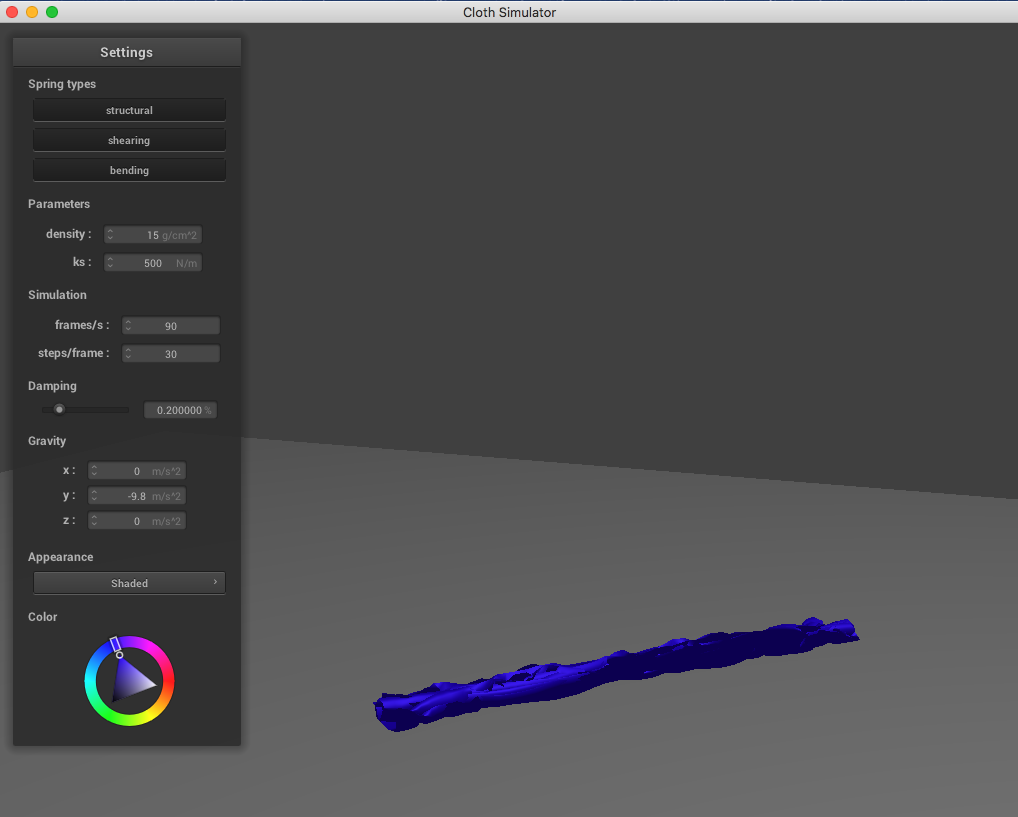 Cloth Simulator
Settings
Spring types
structural
shearing
bending
Parameters
density : 15 g/cm^2
ks : 500 N/m
Simulation
frames/s : 90
steps/frame : 30
Damping
0.200000 %
Gravity
x : 0 m/s^2
y : -9.8 m/s^2
z : 0 m/s^2
Appearance
Shaded ›
Color